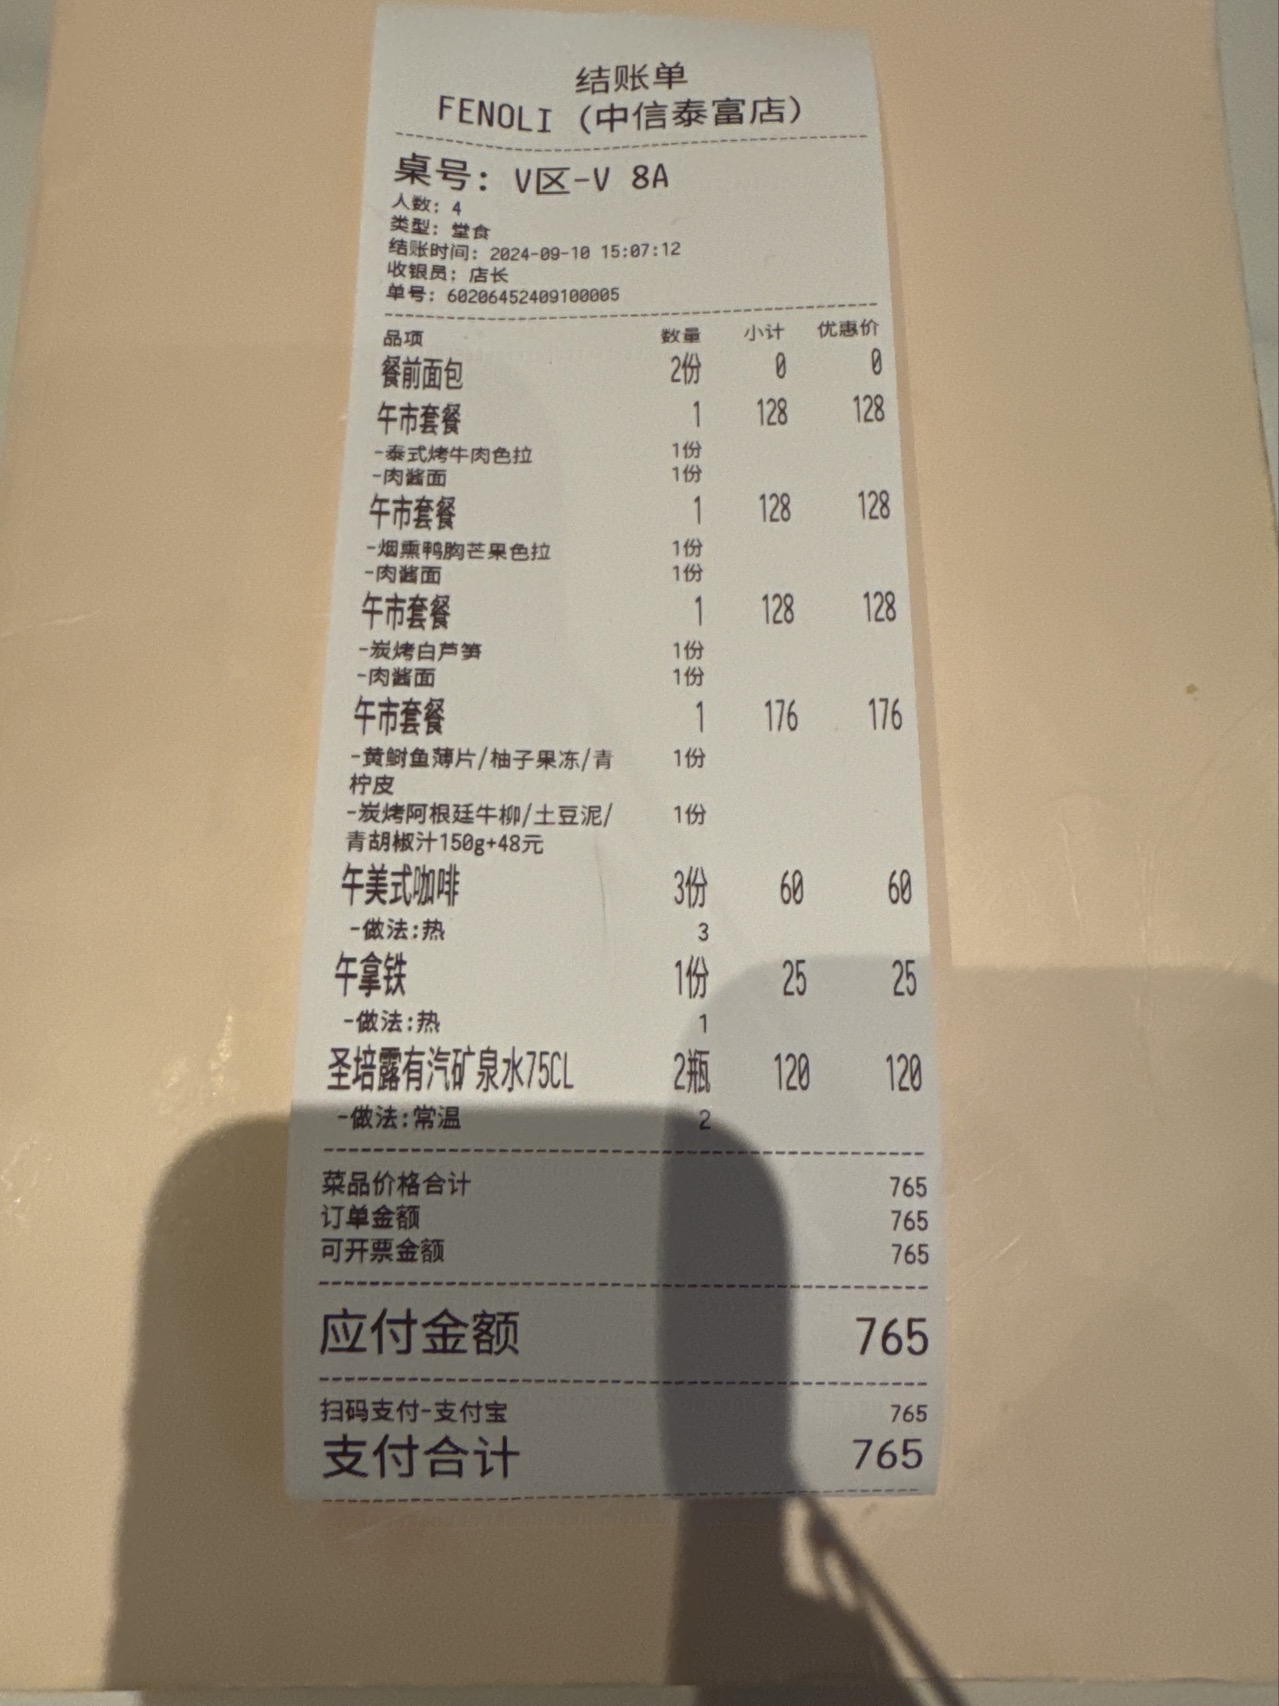 结账单
FENOLI (中信泰富店)
桌号: V区-V 8A
人数: 4
类型: 堂食
结账时间: 2024-09-10 15:07:12
收银员: 店长
单号: 60206452409100005
品项 数量 小计 优惠价
餐前面包 2份 0 0
午市套餐 1 128 128
-泰式烤牛肉色拉 1份
-肉酱面 1份
午市套餐 1 128 128
-烟熏鸭胸芒果色拉 1份
-肉酱面 1份
午市套餐 1 128 128
-炭烤白芦笋 1份
-肉酱面 1份
午市套餐 1 176 176
-黄鰤鱼薄片/柚子果冻/青 1份
柠皮
-炭烤阿根廷牛柳/土豆泥/ 1份
青胡椒汁150g+48元
午美式咖啡 3份 60 60
-做法:热 3
午拿铁 1份 25 25
-做法:热 1
圣培露有汽矿泉水75CL 2瓶 120 120
-做法:常温 2
菜品价格合计 765
订单金额 765
可开票金额 765
应付金额 765
扫码支付-支付宝 765
支付合计 765